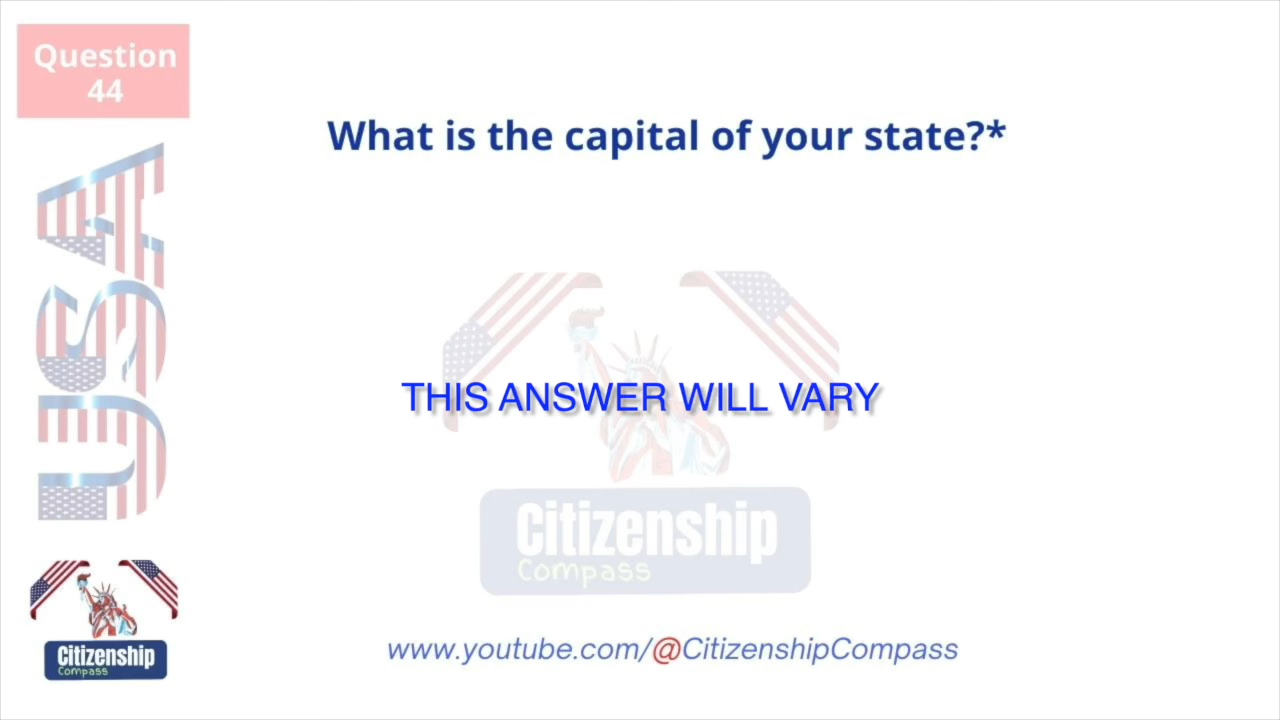 Question
44
What is the capital of your state?*
USA
THIS ANSWER WILL VARY
Citizenship
Compass
www.youtube.com/@CitizenshipCompass
Citizenship
Compass